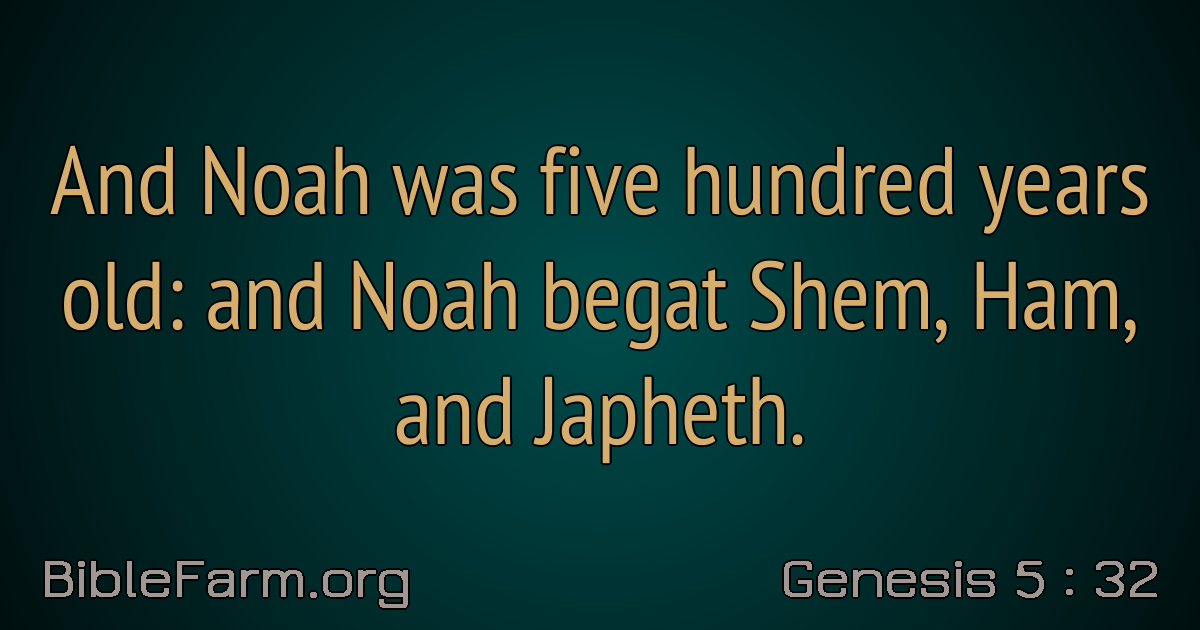 And Noah was five hundred years
old: and Noah begat Shem, Ham,
and Japheth.
BibleFarm.org
Genesis 5 : 32